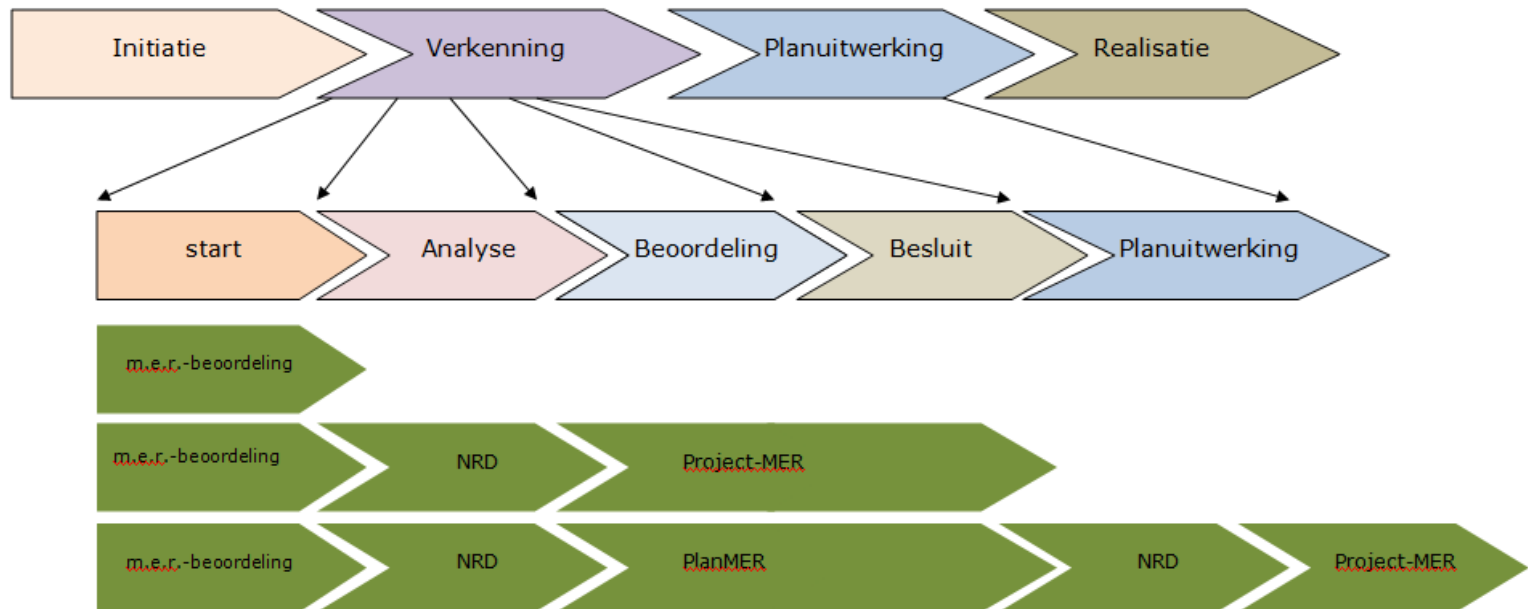 Initiatie
Verkenning
Planuitwerking
Realisatie
start
Analyse
Beoordeling
Besluit
Planuitwerking
m.e.r.-beoordeling
m.e.r.-beoordeling
NRD
Project-MER
m.e.r.-beoordeling
NRD
PlanMER
NRD
Project-MER